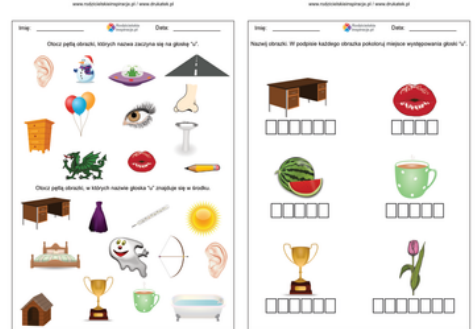 www.rodzicielskieinspiracje.pl / www.drukatek.pl
Imię: Data:
Otocz pętlą obrazki, których nazwa zaczyna się na głoskę "u".
Otocz pętlą obrazki, w których nazwie głoska "u" znajduje się w środku.
www.rodzicielskieinspiracje.pl / www.drukatek.pl
Imię: Data:
Nazwij obrazki. W podpisie każdego obrazka pokoloruj miejsce występowania głoski "u".